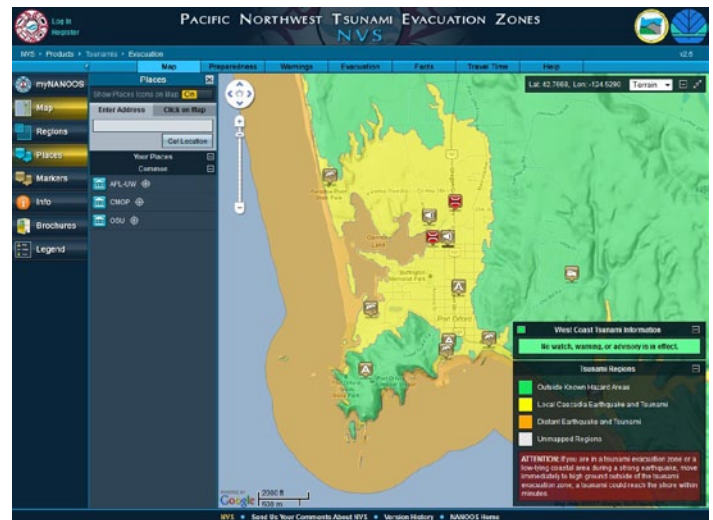 Log In
Register
PACIFIC NORTHWEST TSUNAMI EVACUATION ZONES
NVS
NVS • Products • Tsunamis • Evacuation
v2.6
Map
Preparedness
Warnings
Evacuation
Facts
Travel Time
Help
myNANOOS
Map
Regions
Places
Markers
Info
Brochures
Legend
Places
Show Places Icons on Map On
Enter Address
Click on Map
Get Location
Your Places
Common
APL-UW
CMOP
OSU
Lat: 42.7668, Lon: -124.5290
Terrain
Garrison
Lake
Buffington
Memorial Park
Port Orford
West Coast Tsunami Information
No watch, warning, or advisory is in effect.
Tsunami Regions
Outside Known Hazard Areas
Local Cascadia Earthquake and Tsunami
Distant Earthquake and Tsunami
Unmapped Regions
ATTENTION: If you are in a tsunami evacuation zone or a
low-lying coastal area during a strong earthquake, move
immediately to high ground outside of the tsunami
evacuation zone, a tsunami could reach the shore within
minutes.
POWERED BY
Google
2000 ft
500 m
NVS • Send Us Your Comments About NVS • Version History • NANOOS Home